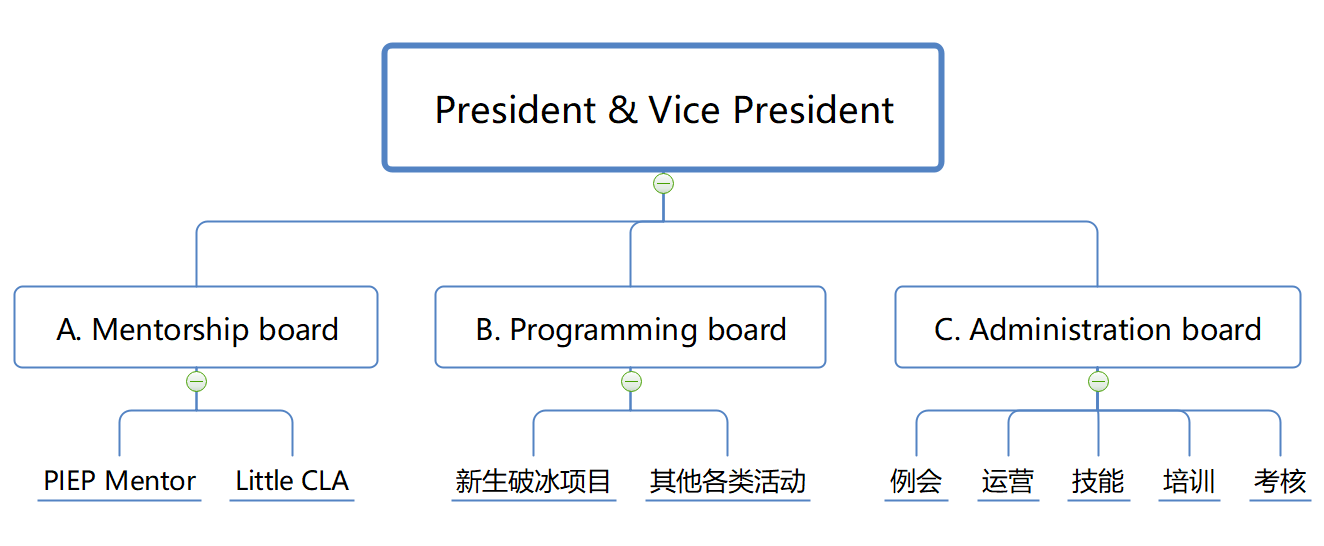 President & Vice President
A. Mentorship board
B. Programming board
C. Administration board
PIEP Mentor
Little CLA
新生破冰项目
其他各类活动
例会
运营
技能
培训
考核